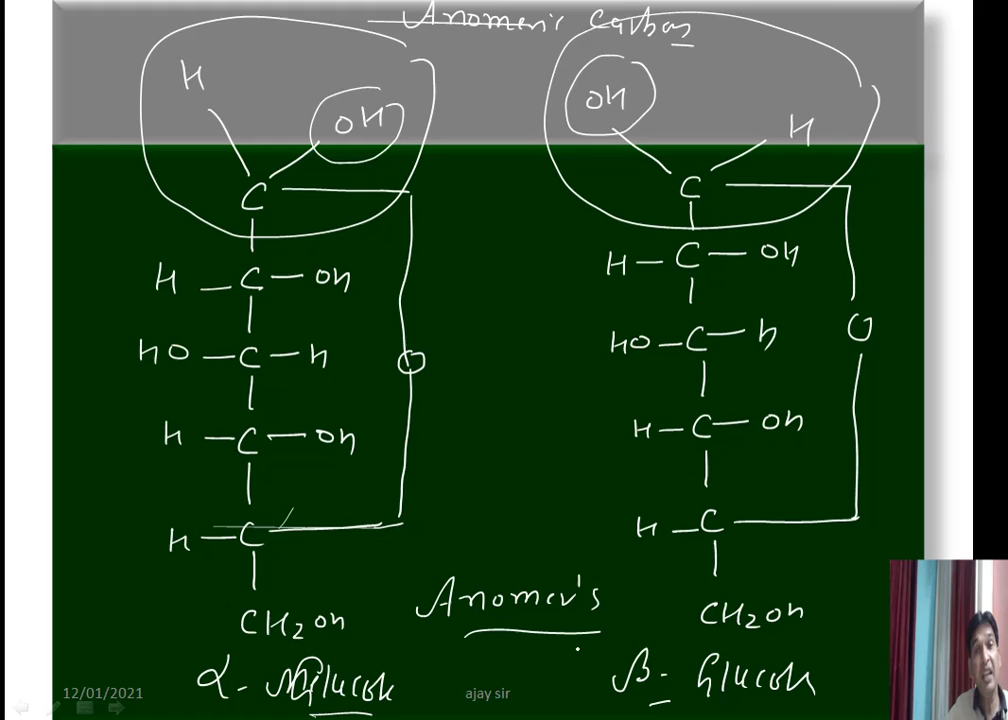 Anomeric Carbon
H OH OH H
C C
H C OH H C OH
HO C H HO C H
H C OH O H C OH O
H C H C
CH2OH CH2OH
Anomer's
α- Glucose β- Glucose
12/01/2021 ajay sir